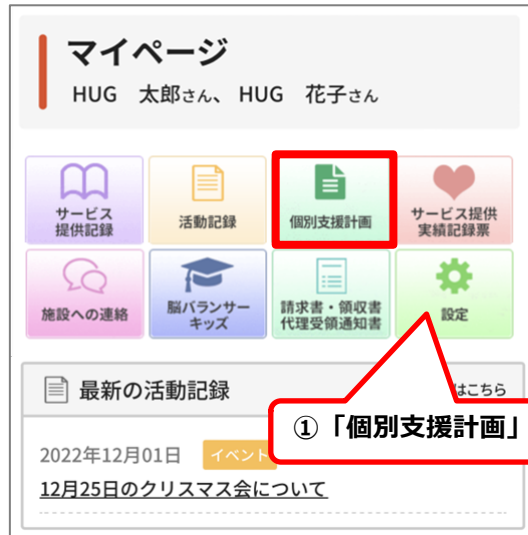 マイページ
HUG 太郎さん、HUG 花子さん
サービス
提供記録
活動記録
個別支援計画
サービス提供
実績記録票
施設への連絡
脳バランサー
キッズ
請求書・領収書
代理受領通知書
設定
最新の活動記録
はこちら
①「個別支援計画」
2022年12月01日 イベント
12月25日のクリスマス会について